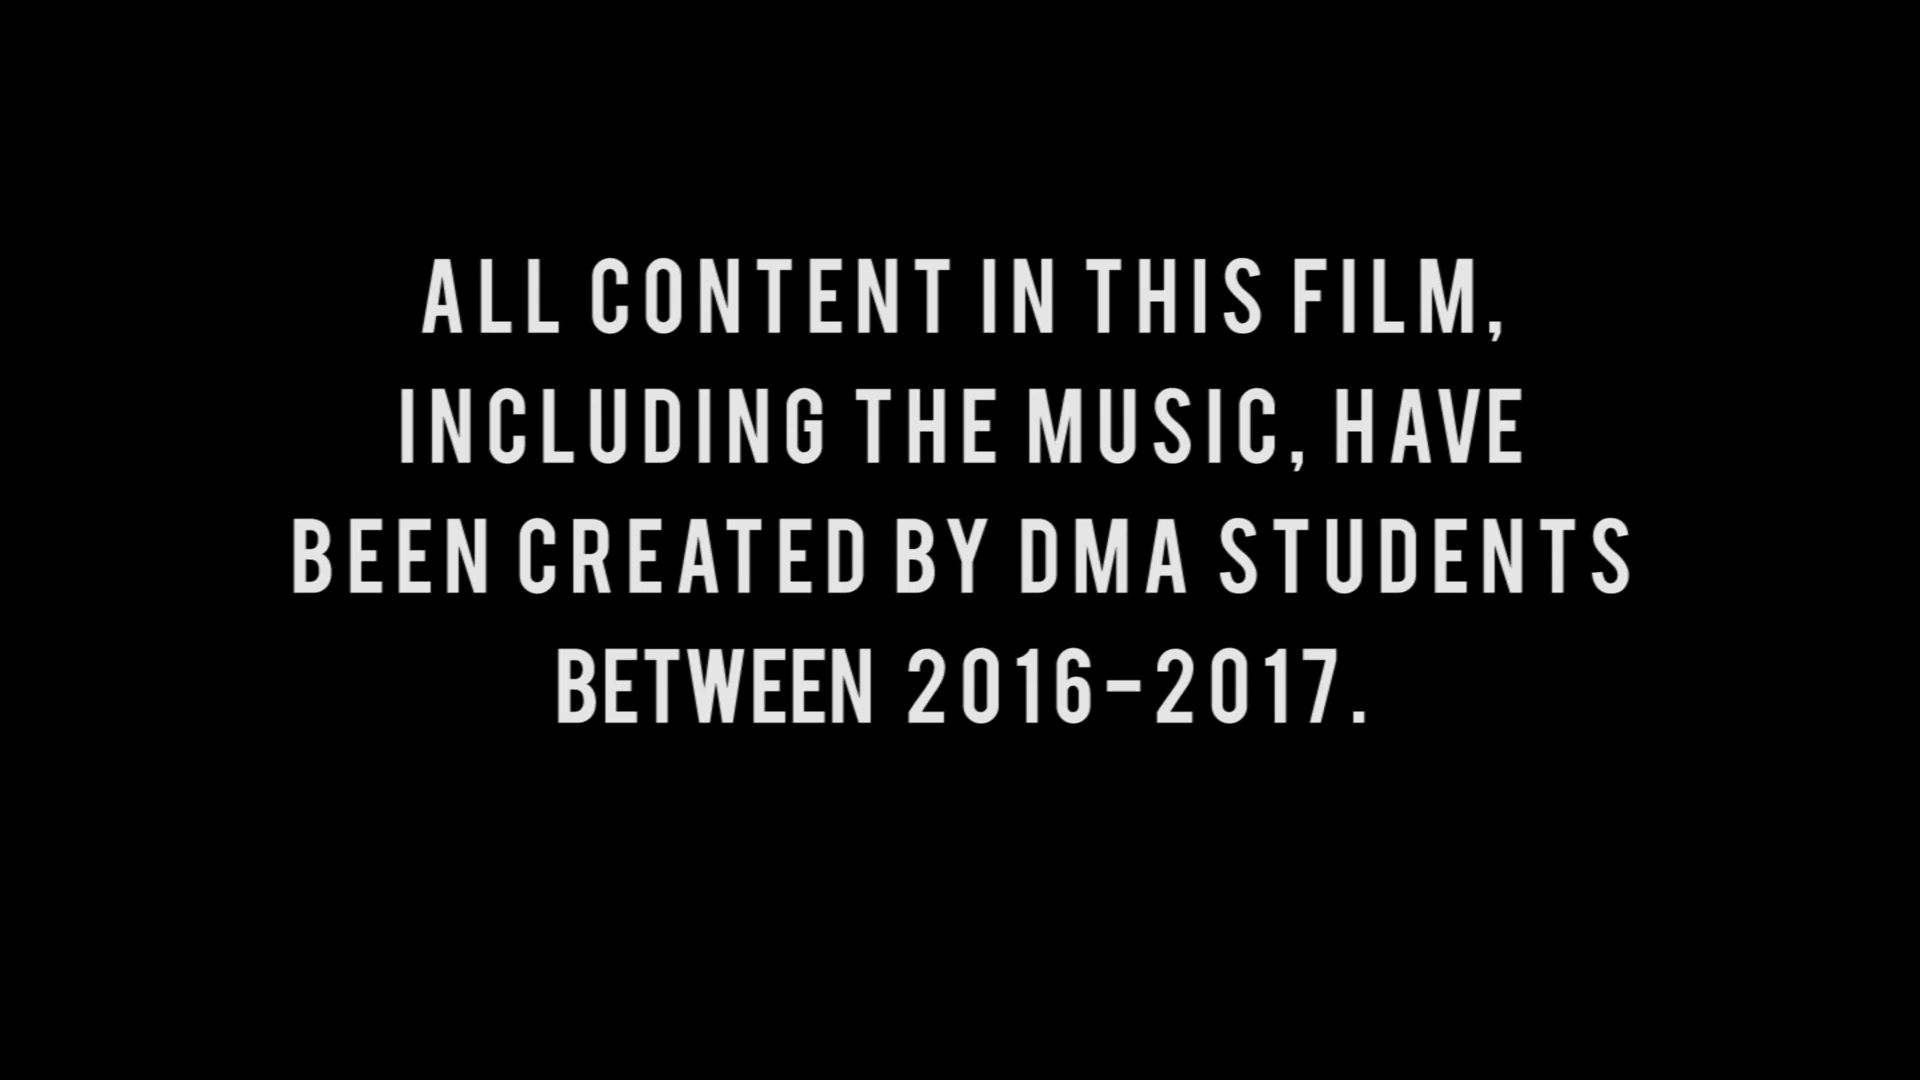 ALL CONTENT IN THIS FILM,
INCLUDING THE MUSIC, HAVE
BEEN CREATED BY DMA STUDENTS
BETWEEN 2016-2017.